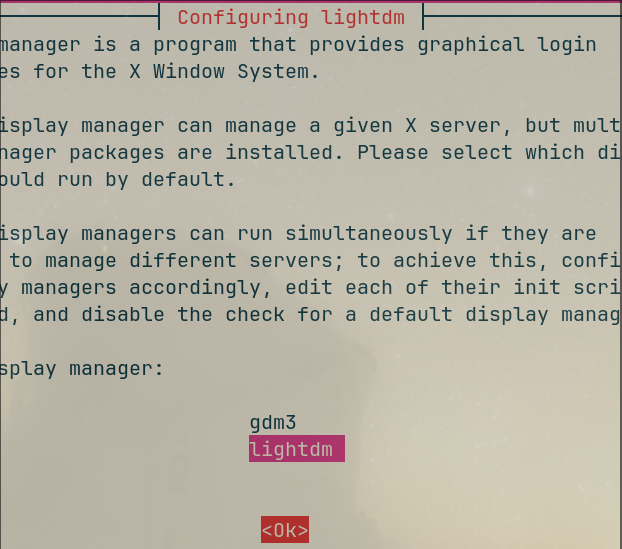 Configuring lightdm
manager is a program that provides graphical login
es for the X Window System.
isplay manager can manage a given X server, but mult
nager packages are installed. Please select which di
ould run by default.
isplay managers can run simultaneously if they are
to manage different servers; to achieve this, confi
y managers accordingly, edit each of their init scri
d, and disable the check for a default display manag
splay manager:
gdm3
lightdm
<Ok>